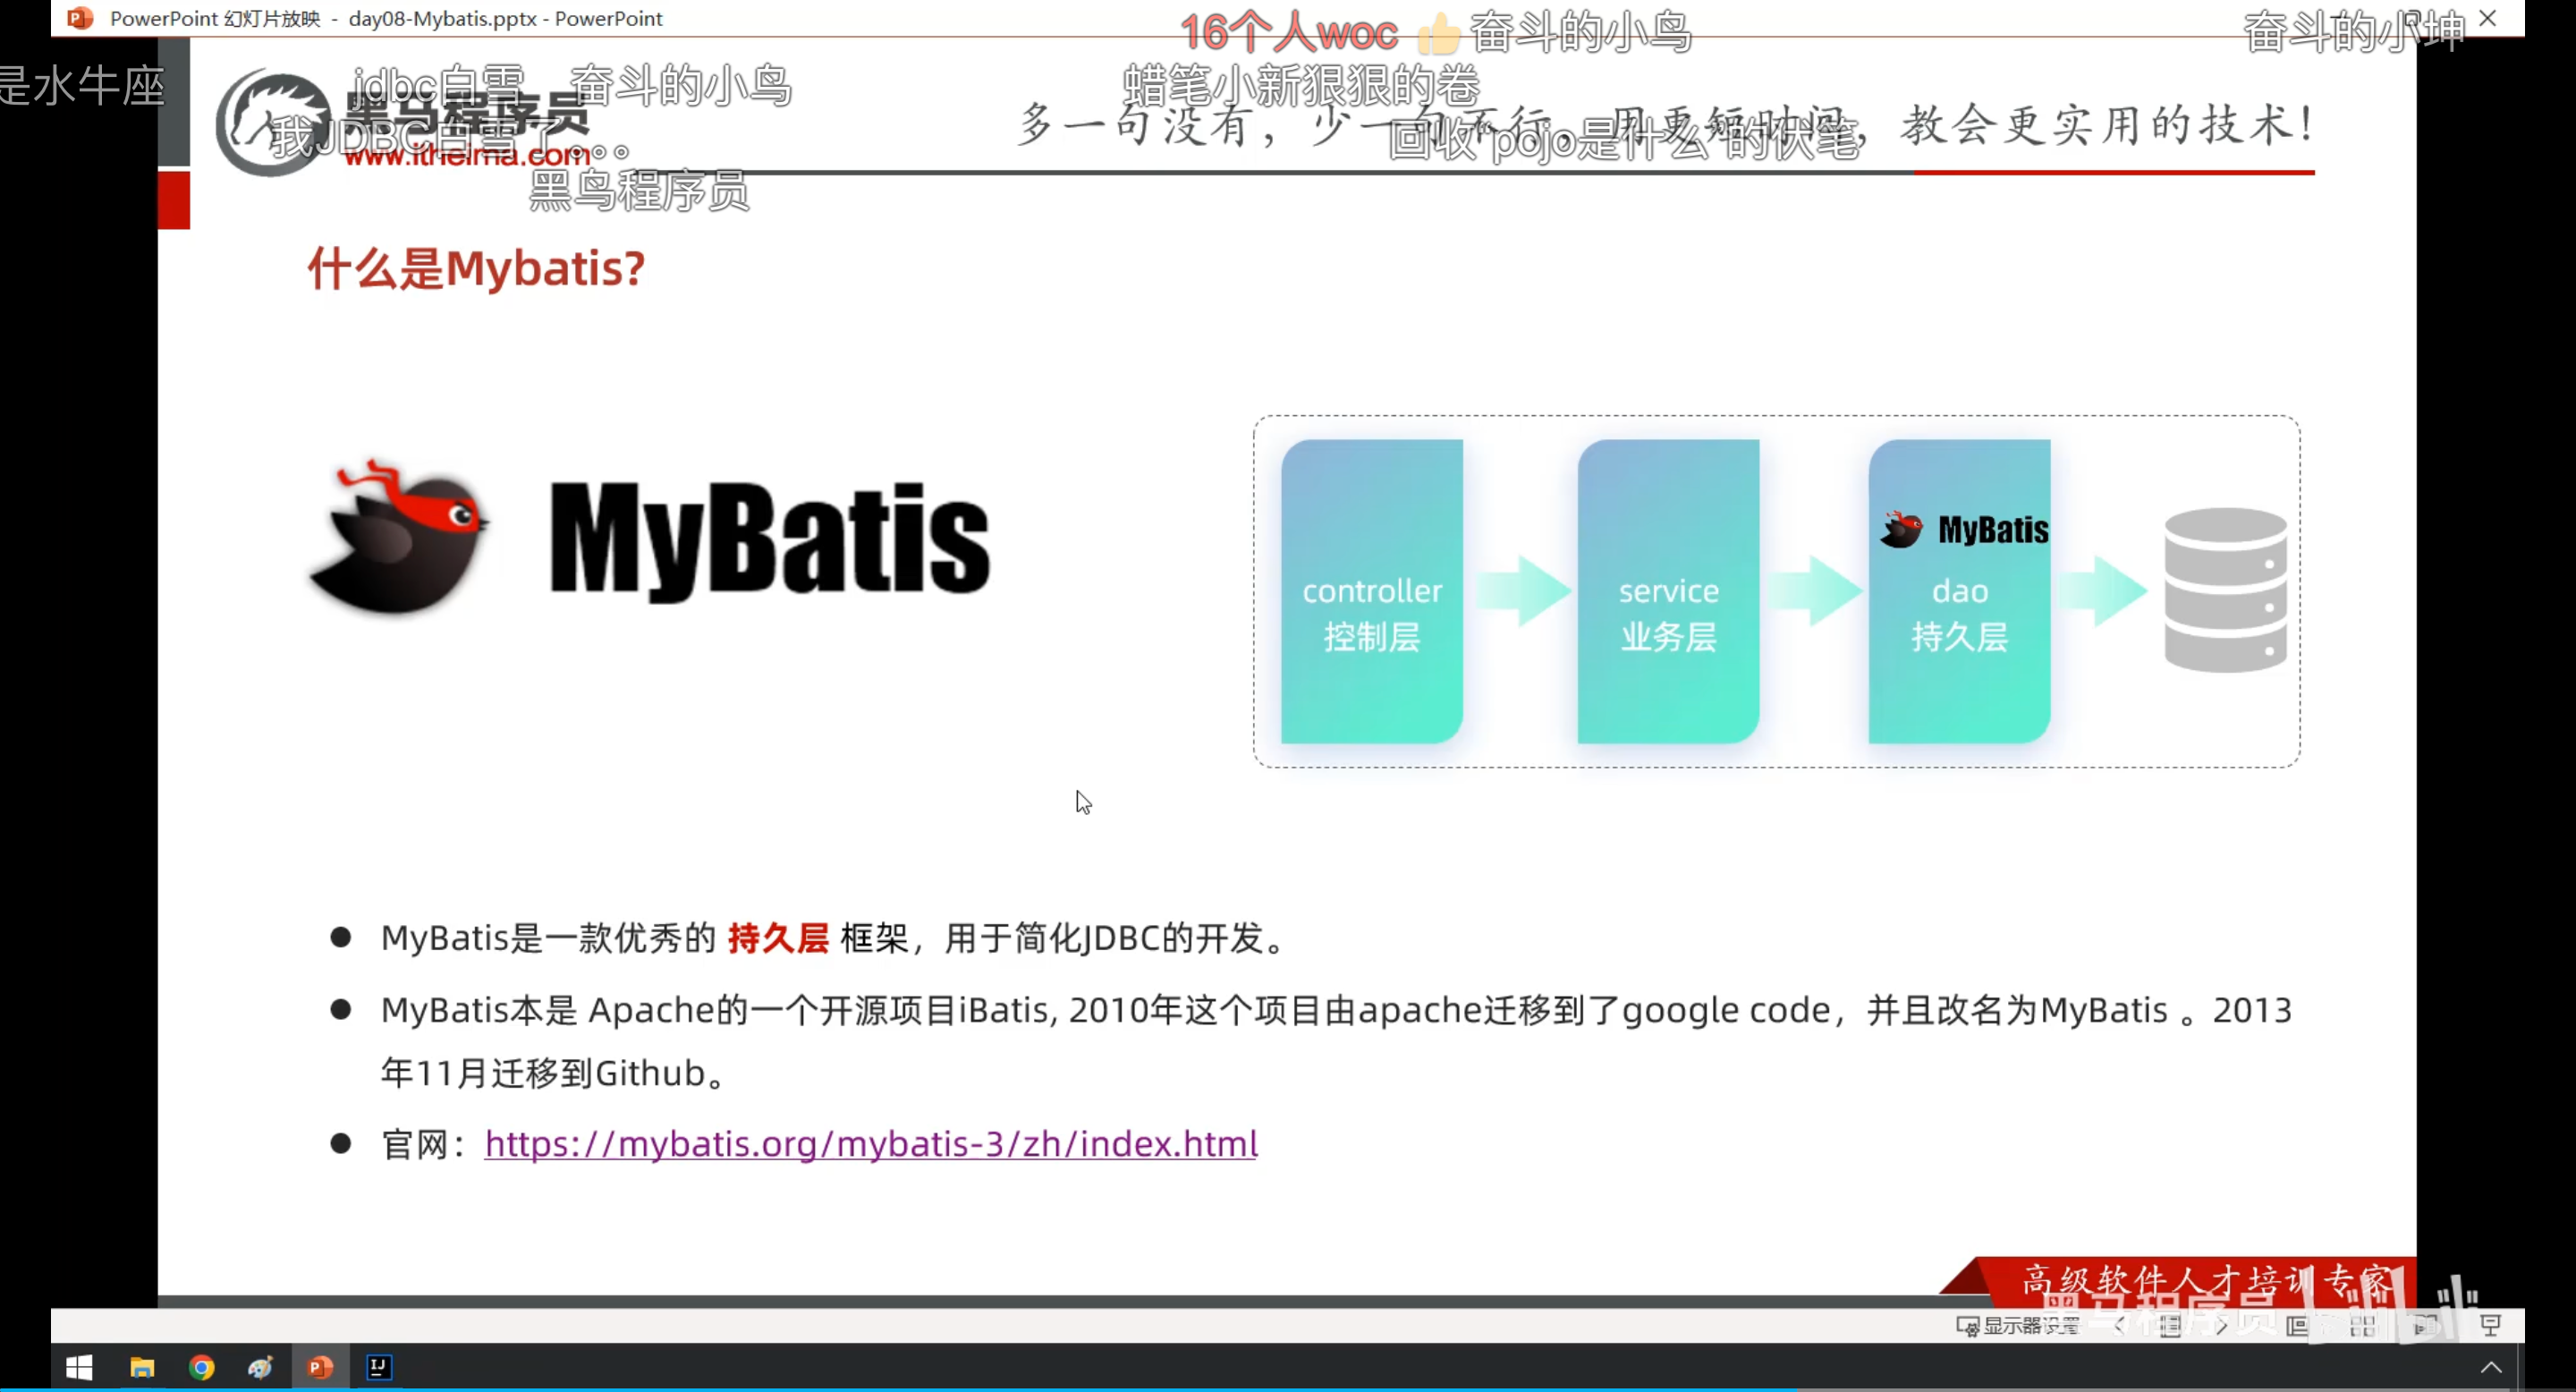 PowerPoint 幻灯片放映 - day08-Mybatis.pptx - PowerPoint
16个人woc 奋斗的小鸟
奋斗的小坤
是水牛座
jdbc白雪
奋斗的小鸟
蜡笔小新狠狠的卷
黑马程序员
多一句没有，少一句不行，用更短时间，教会更实用的技术！
我JDBC白雪了。。。
回收“pojo是什么”的伏笔
www.itheima.com
黑鸟程序员
什么是Mybatis?
MyBatis
controller
控制层
service
业务层
MyBatis
dao
持久层
MyBatis是一款优秀的 持久层 框架，用于简化JDBC的开发。
MyBatis本是 Apache的一个开源项目iBatis, 2010年这个项目由apache迁移到了google code，并且改名为MyBatis 。2013
年11月迁移到Github。
官网：https://mybatis.org/mybatis-3/zh/index.html
高级软件人才培训专家
黑马程序员
显示器设置